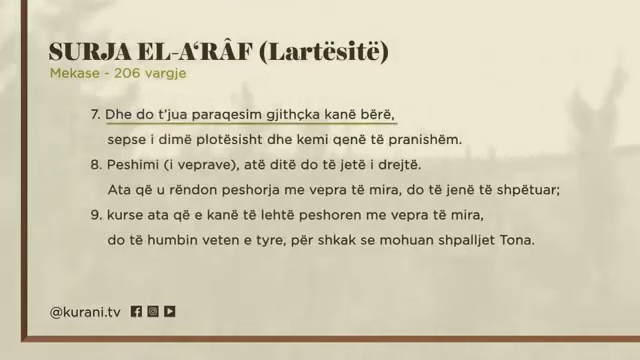 SURJA EL-A‘RÂF (Lartësitë)
Mekase - 206 vargje
7. Dhe do t’jua paraqesim gjithçka kanë bërë,
sepse i dimë plotësisht dhe kemi qenë të pranishëm.
8. Peshimi (i veprave), atë ditë do të jetë i drejtë.
Ata që u rëndon peshorja me vepra të mira, do të jenë të shpëtuar;
9. kurse ata që e kanë të lehtë peshoren me vepra të mira,
do të humbin veten e tyre, për shkak se mohuan shpalljet Tona.
@kurani.tv